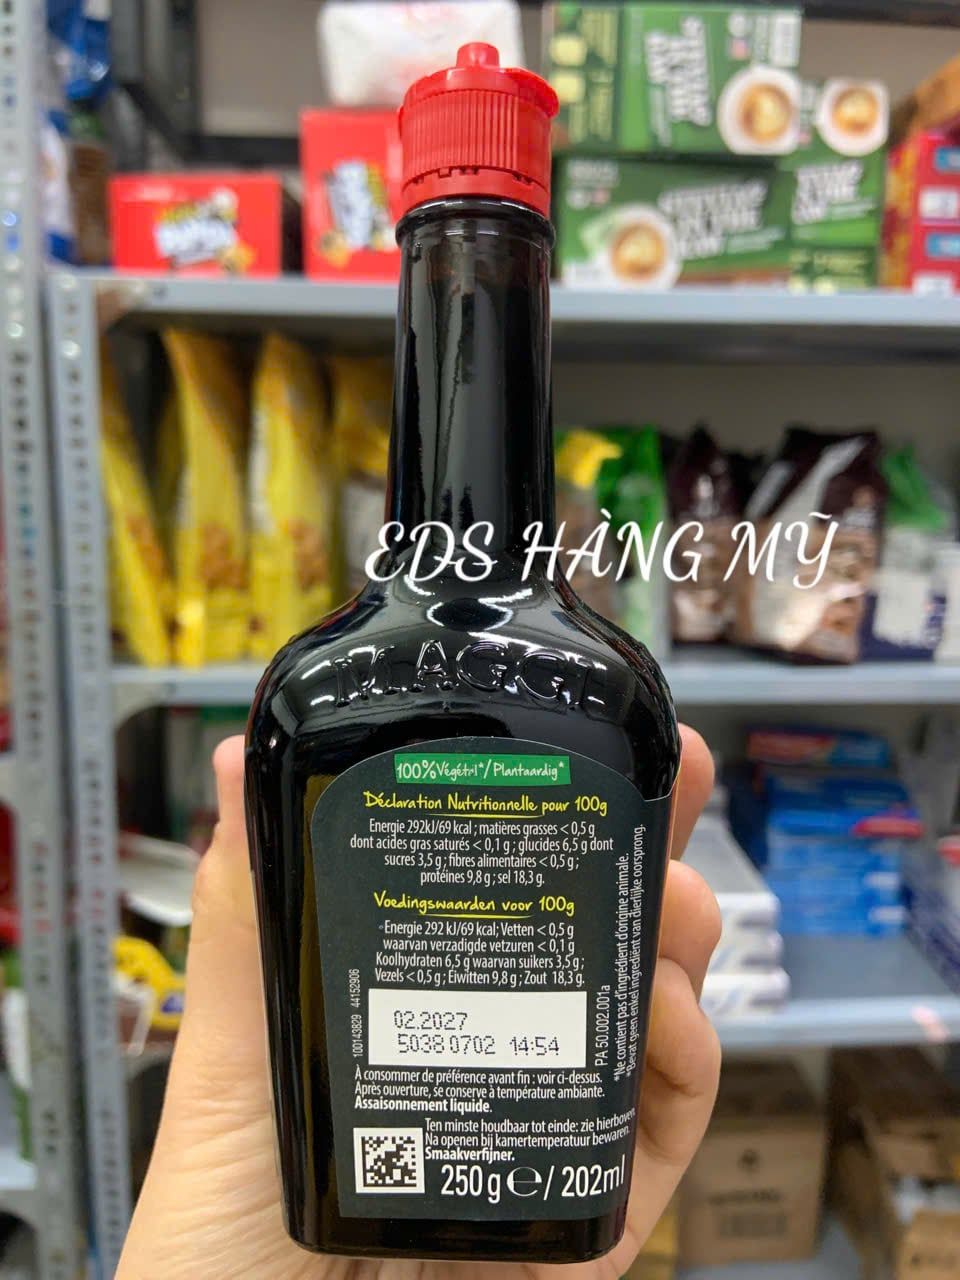 EDS HÀNG MỸ
MAGGI
100% Végétal*/Plantaardig*
Déclaration Nutritionnelle pour 100g
Energie 292kJ/69 kcal ; matières grasses < 0,5 g
dont acides gras saturés < 0,1 g ; glucides 6,5 g dont
sucres 3,5 g ; fibres alimentaires < 0,5 g ;
protéines 9,8 g ; sel 18,3 g.
Voedingswaarden voor 100g
Energie 292 kJ/69 kcal; Vetten < 0,5 g
waarvan verzadigde vetzuren < 0,1 g
Koolhydraten 6,5 g waarvan suikers 3,5 g ;
Vezels < 0,5 g ; Eiwitten 9,8 g ; Zout 18,3 g.
100143829 44152906
02.2027
5038 0702 14:54
PA 50.002.001a
*Ne contient pas d'ingrédient d'origine animale.
*Bevat geen enkel ingrediënt van dierlijke oorsprong.
À consommer de préférence avant fin : voir ci-dessus.
Après ouverture, se conserve à température ambiante.
Assaisonnement liquide.
Ten minste houdbaar tot einde: zie hierboven.
Na openen bij kamertemperatuur bewaren.
Smaakverfijner.
250 g e / 202ml